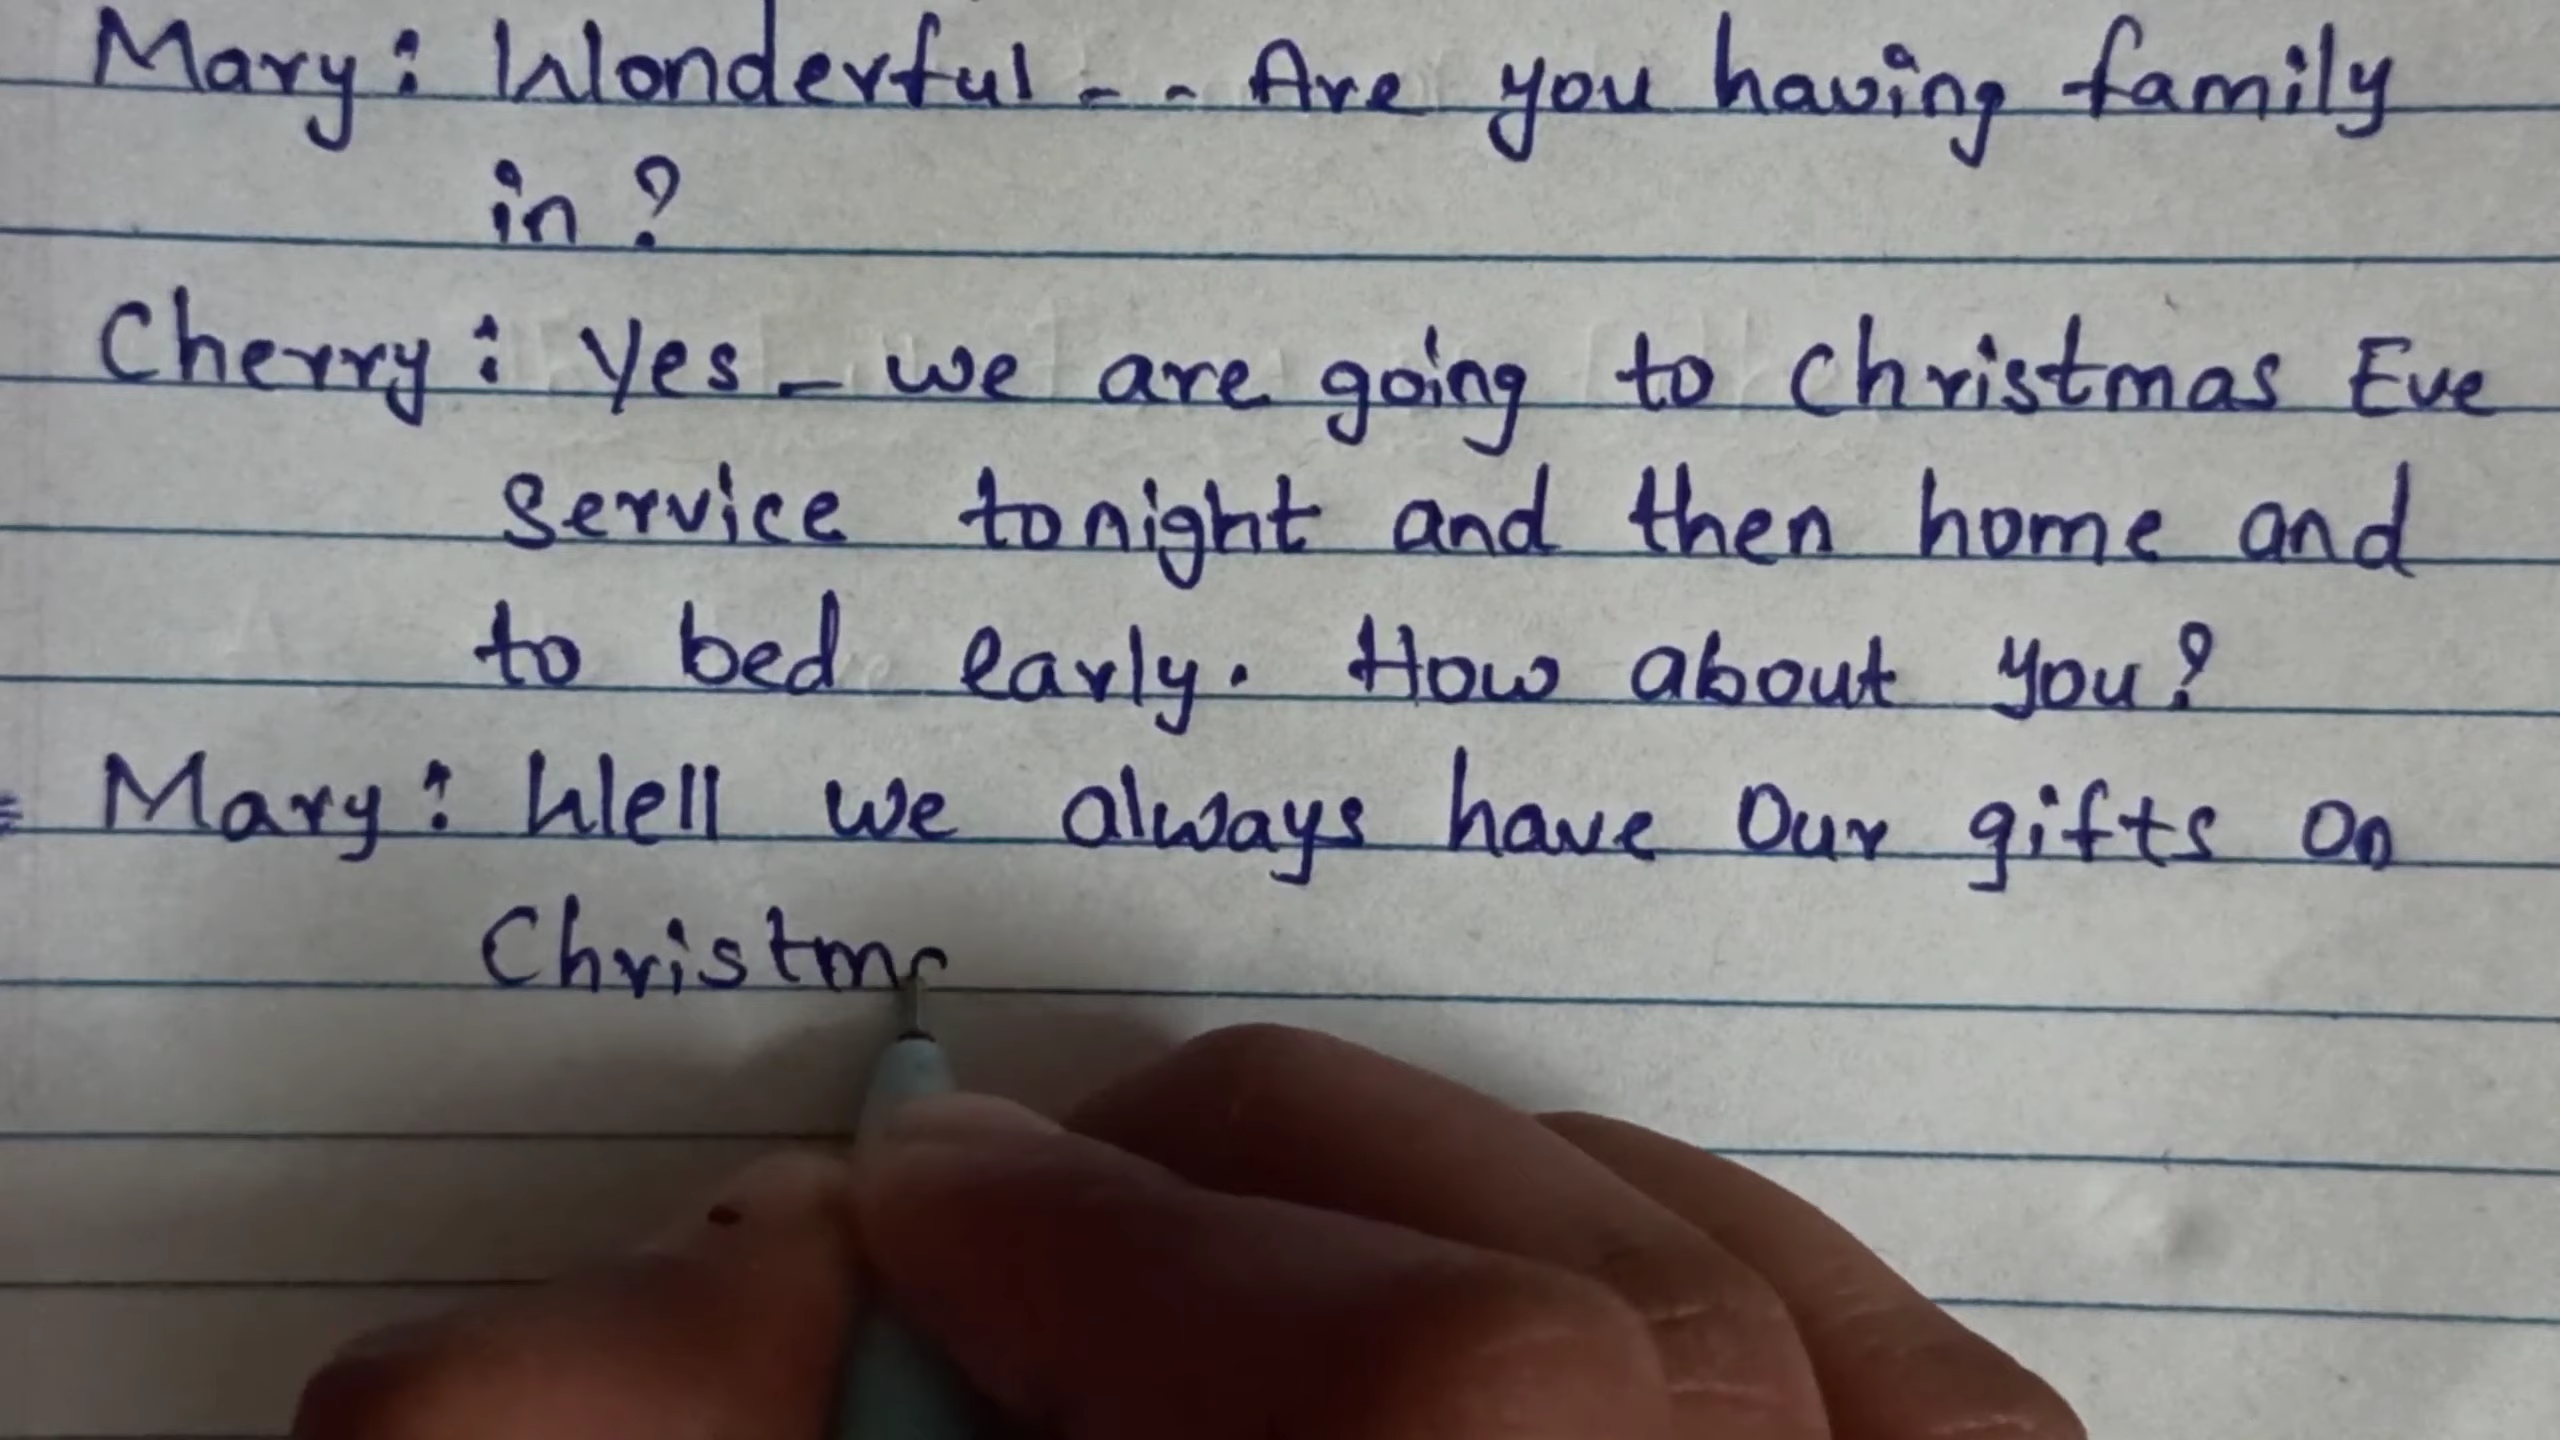 Mary: Wonderful - - Are you having family
in?
Cherry: Yes - we are going to Christmas Eve
Service tonight and then home and
to bed early. How about you?
Mary: Well we always have Our gifts on
Christm